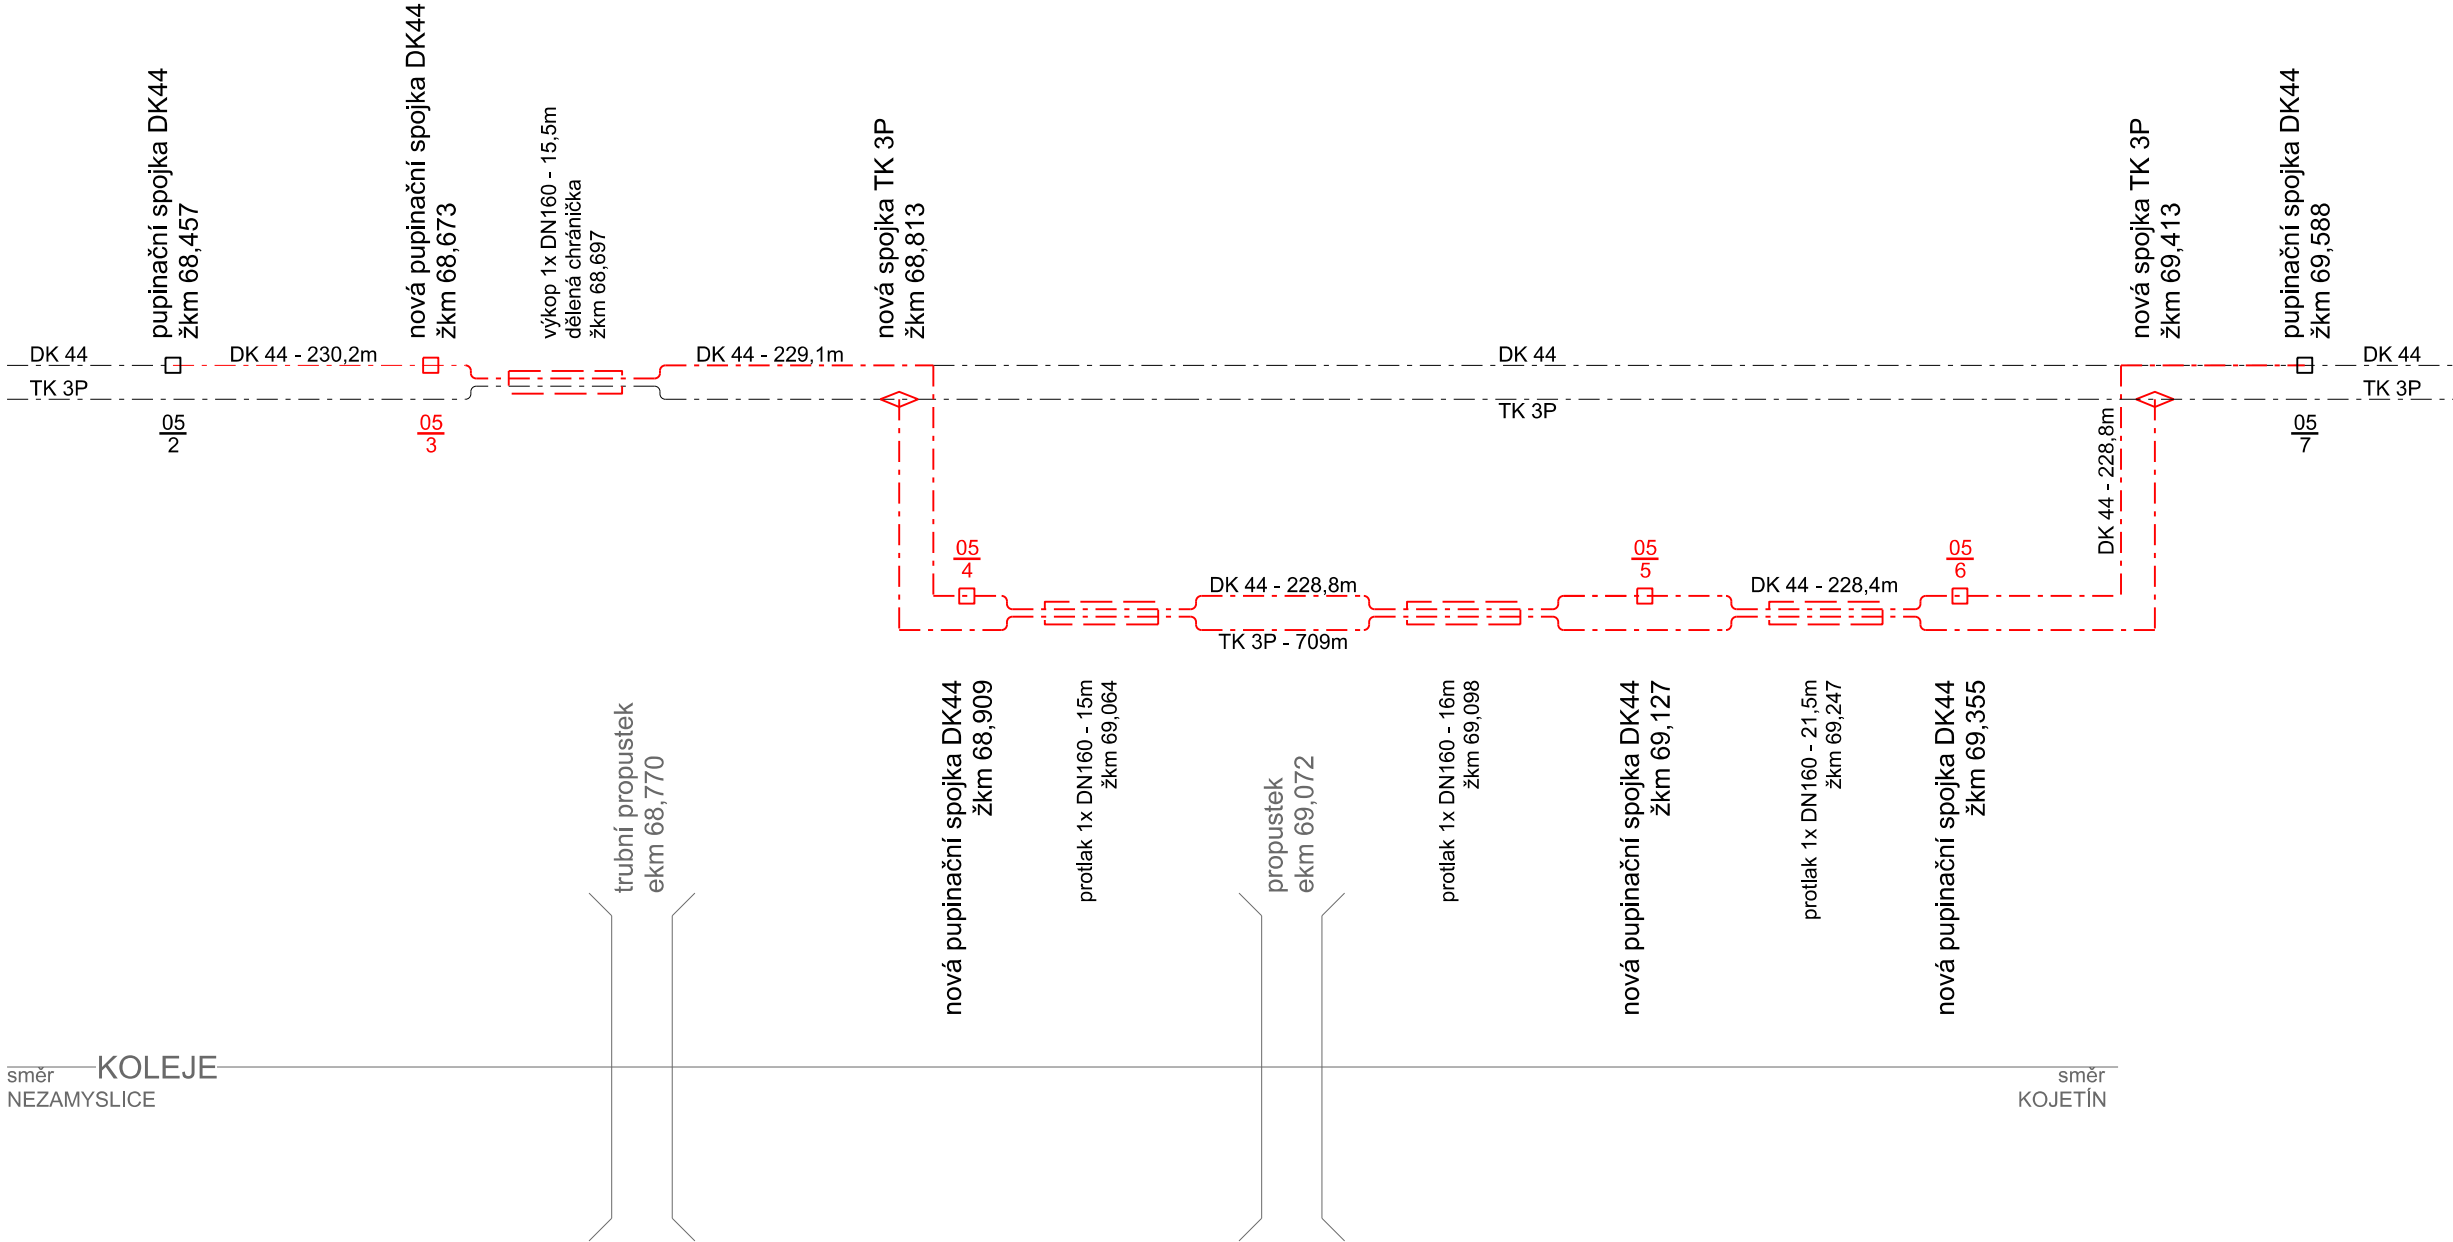 pupinační spojka DK44
žkm 68,457
nová pupinační spojka DK44
žkm 68,673
výkop 1x DN160 - 15,5m
dělená chránička
žkm 68,697
nová spojka TK 3P
žkm 68,813
nová spojka TK 3P
žkm 69,413
pupinační spojka DK44
žkm 69,588
DK 44
DK 44 - 230,2m
DK 44 - 229,1m
DK 44
DK 44
TK 3P
TK 3P
TK 3P
05
2
05
3
05
7
DK 44 - 228,8m
05
4
05
5
05
6
DK 44 - 228,8m
DK 44 - 228,4m
TK 3P - 709m
nová pupinační spojka DK44
žkm 68,909
protlak 1x DN160 - 15m
žkm 69,064
protlak 1x DN160 - 16m
žkm 69,098
nová pupinační spojka DK44
žkm 69,127
protlak 1x DN160 - 21,5m
žkm 69,247
nová pupinační spojka DK44
žkm 69,355
trubní propustek
ekm 68,770
propustek
ekm 69,072
KOLEJE
směr
NEZAMYSLICE
směr
KOJETÍN